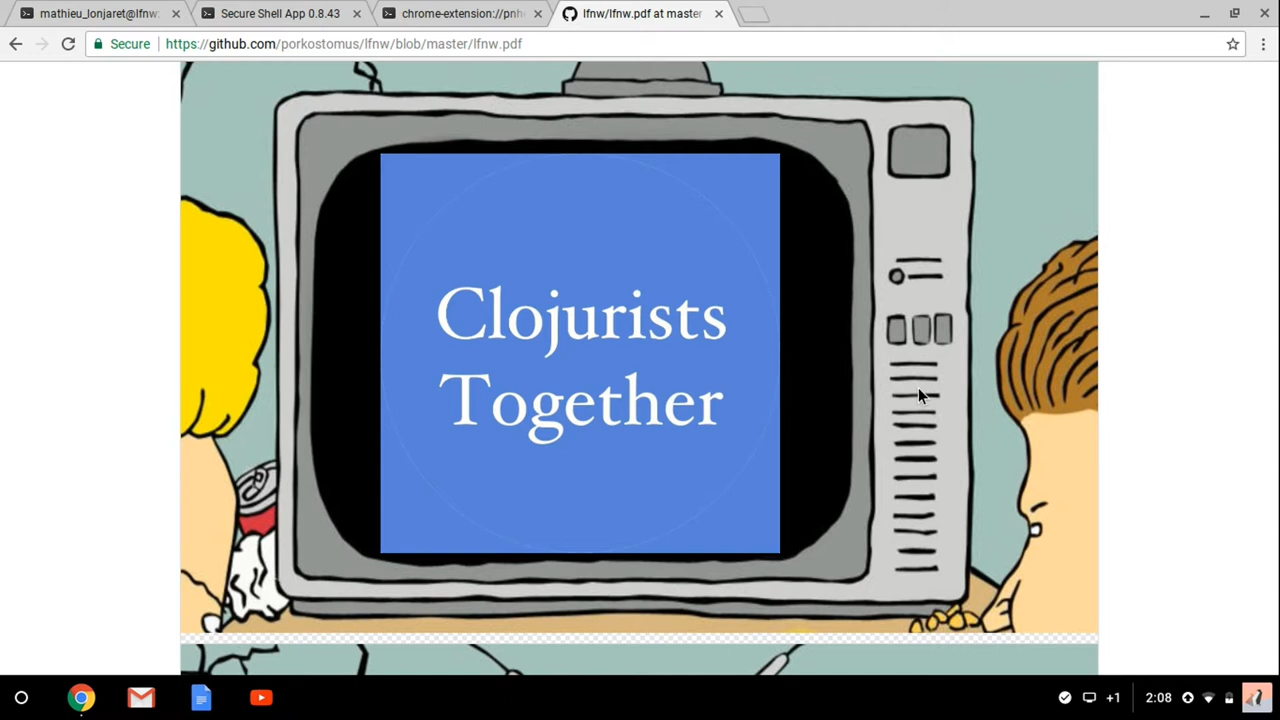 mathieu_lonjaret@lfnw:
Secure Shell App 0.8.43
chrome-extension://pnh
lfnw/lfnw.pdf at master
Secure
https://github.com/porkostomus/lfnw/blob/master/lfnw.pdf
Clojurists
Together
+1
2:08